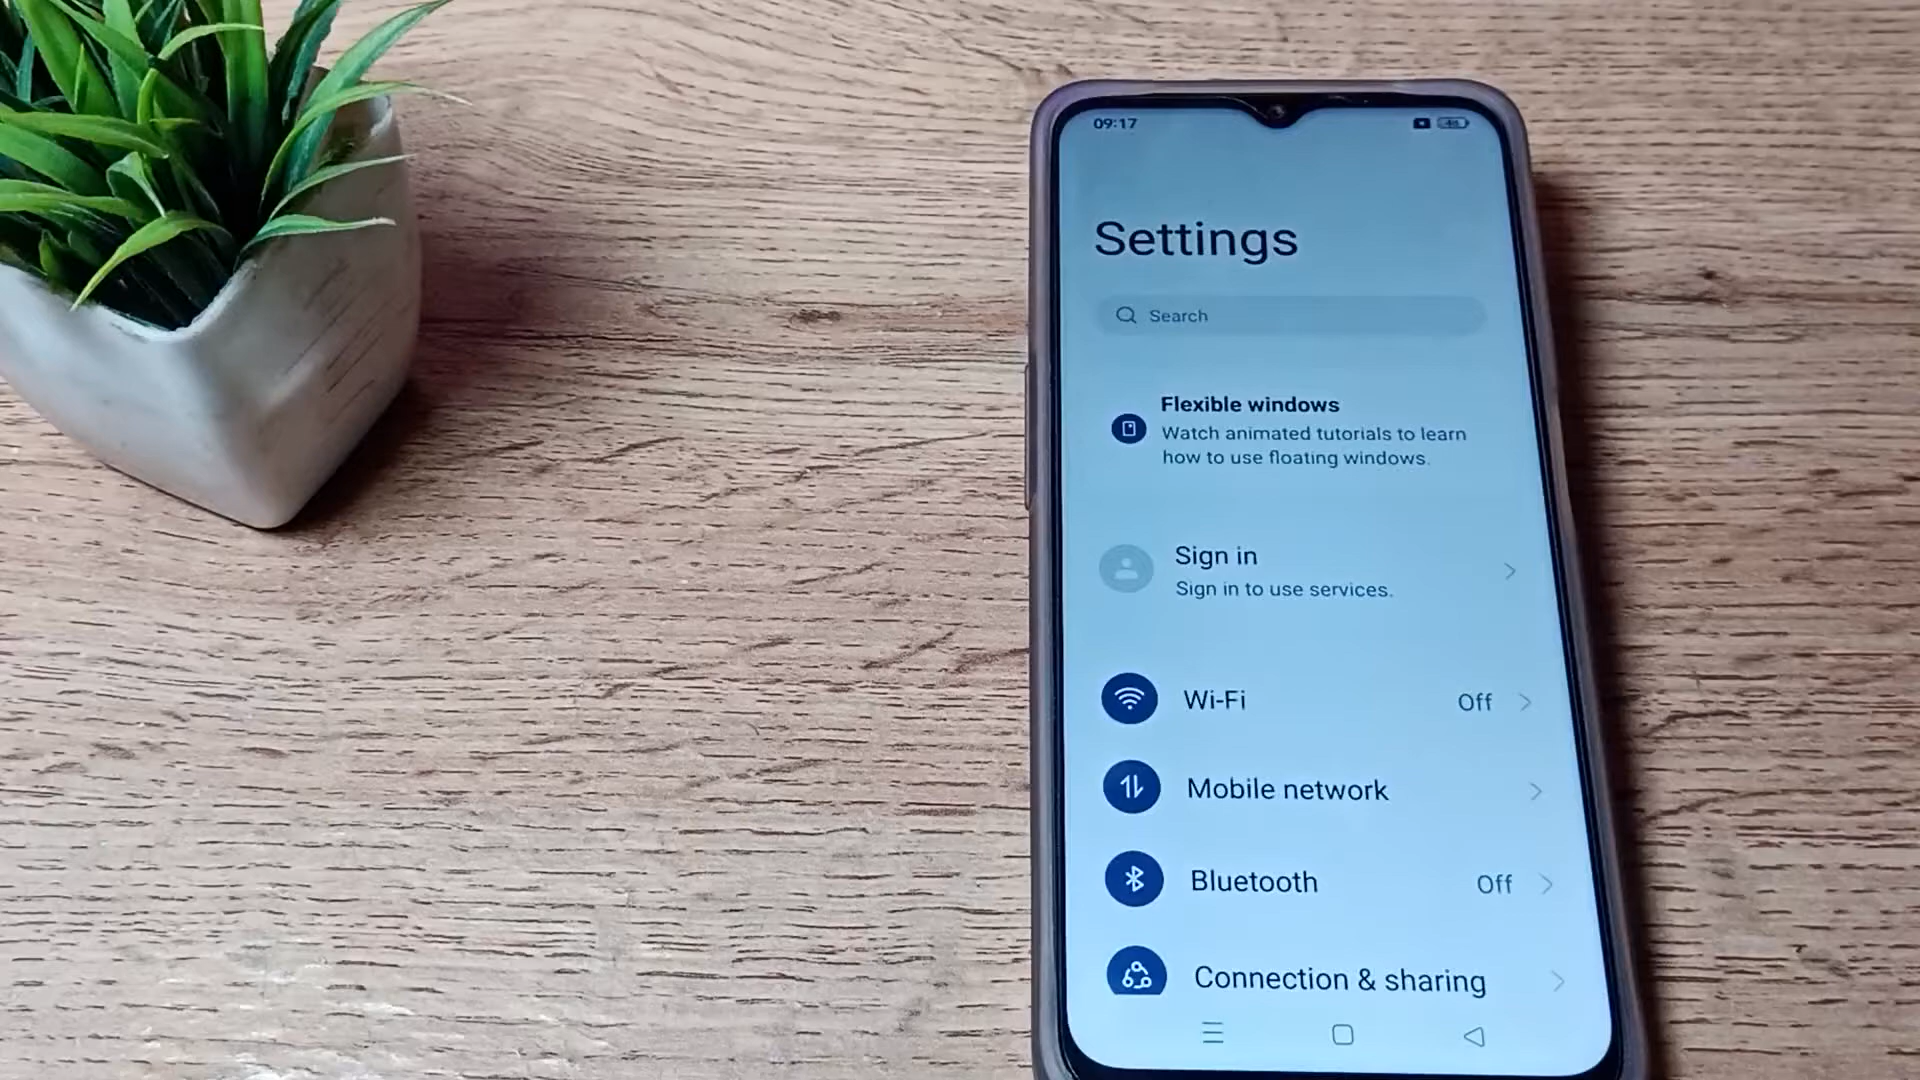 09:17
Settings
Search
Flexible windows
Watch animated tutorials to learn
how to use floating windows.
Sign in
Sign in to use services.
Wi-Fi Off
Mobile network
Bluetooth Off
Connection & sharing